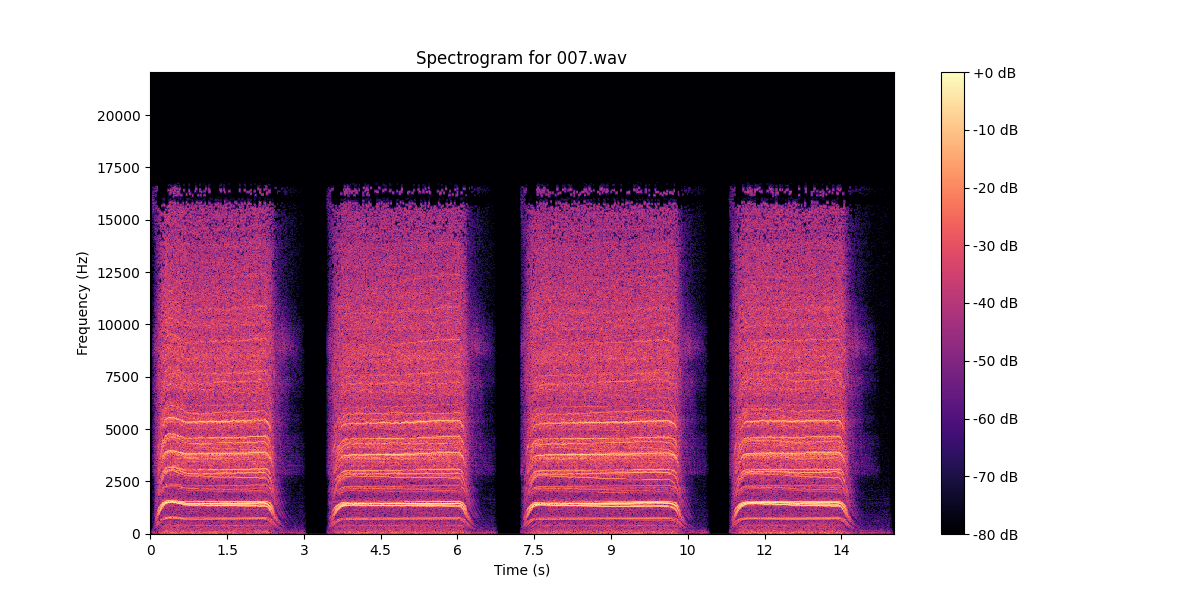 Spectrogram for 007.wav
Frequency (Hz)
20000
17500
15000
12500
10000
7500
5000
2500
0
0 1.5 3 4.5 6 7.5 9 10 12 14
Time (s)
+0 dB
-10 dB
-20 dB
-30 dB
-40 dB
-50 dB
-60 dB
-70 dB
-80 dB